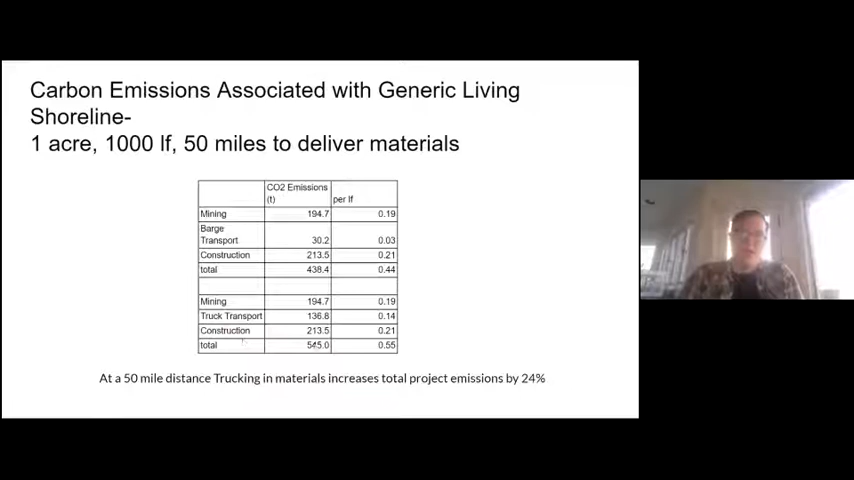 Carbon Emissions Associated with Generic Living
Shoreline-
1 acre, 1000 lf, 50 miles to deliver materials
CO2 Emissions
(t) per lf
Mining 194.7 0.19
Barge
Transport 30.2 0.03
Construction 213.5 0.21
total 438.4 0.44
Mining 194.7 0.19
Truck Transport 136.8 0.14
Construction 213.5 0.21
total 545.0 0.55
At a 50 mile distance Trucking in materials increases total project emissions by 24%